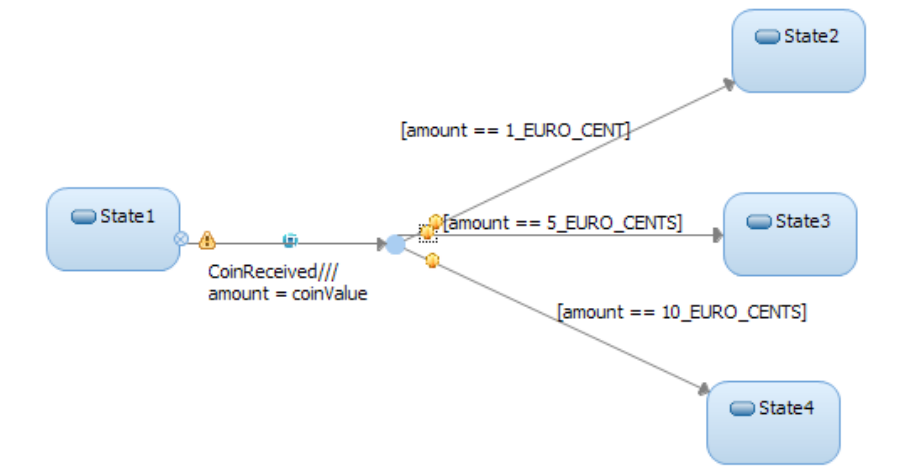 State2
[amount == 1_EURO_CENT]
State1
[amount == 5_EURO_CENTS]
State3
CoinReceived///
amount = coinValue
[amount == 10_EURO_CENTS]
State4